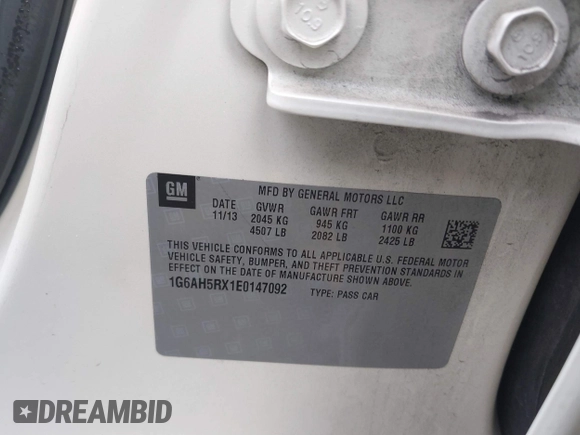 109
109
GM
MFD BY GENERAL MOTORS LLC
DATE GVWR GAWR FRT GAWR RR
11/13 2045 KG 945 KG 1100 KG
4507 LB 2082 LB 2425 LB
THIS VEHICLE CONFORMS TO ALL APPLICABLE U.S. FEDERAL MOTOR
VEHICLE SAFETY, BUMPER, AND THEFT PREVENTION STANDARDS
IN EFFECT ON THE DATE OF MANUFACTURE SHOWN ABOVE.
1G6AH5RX1E0147092 TYPE: PASS CAR
DREAMBID